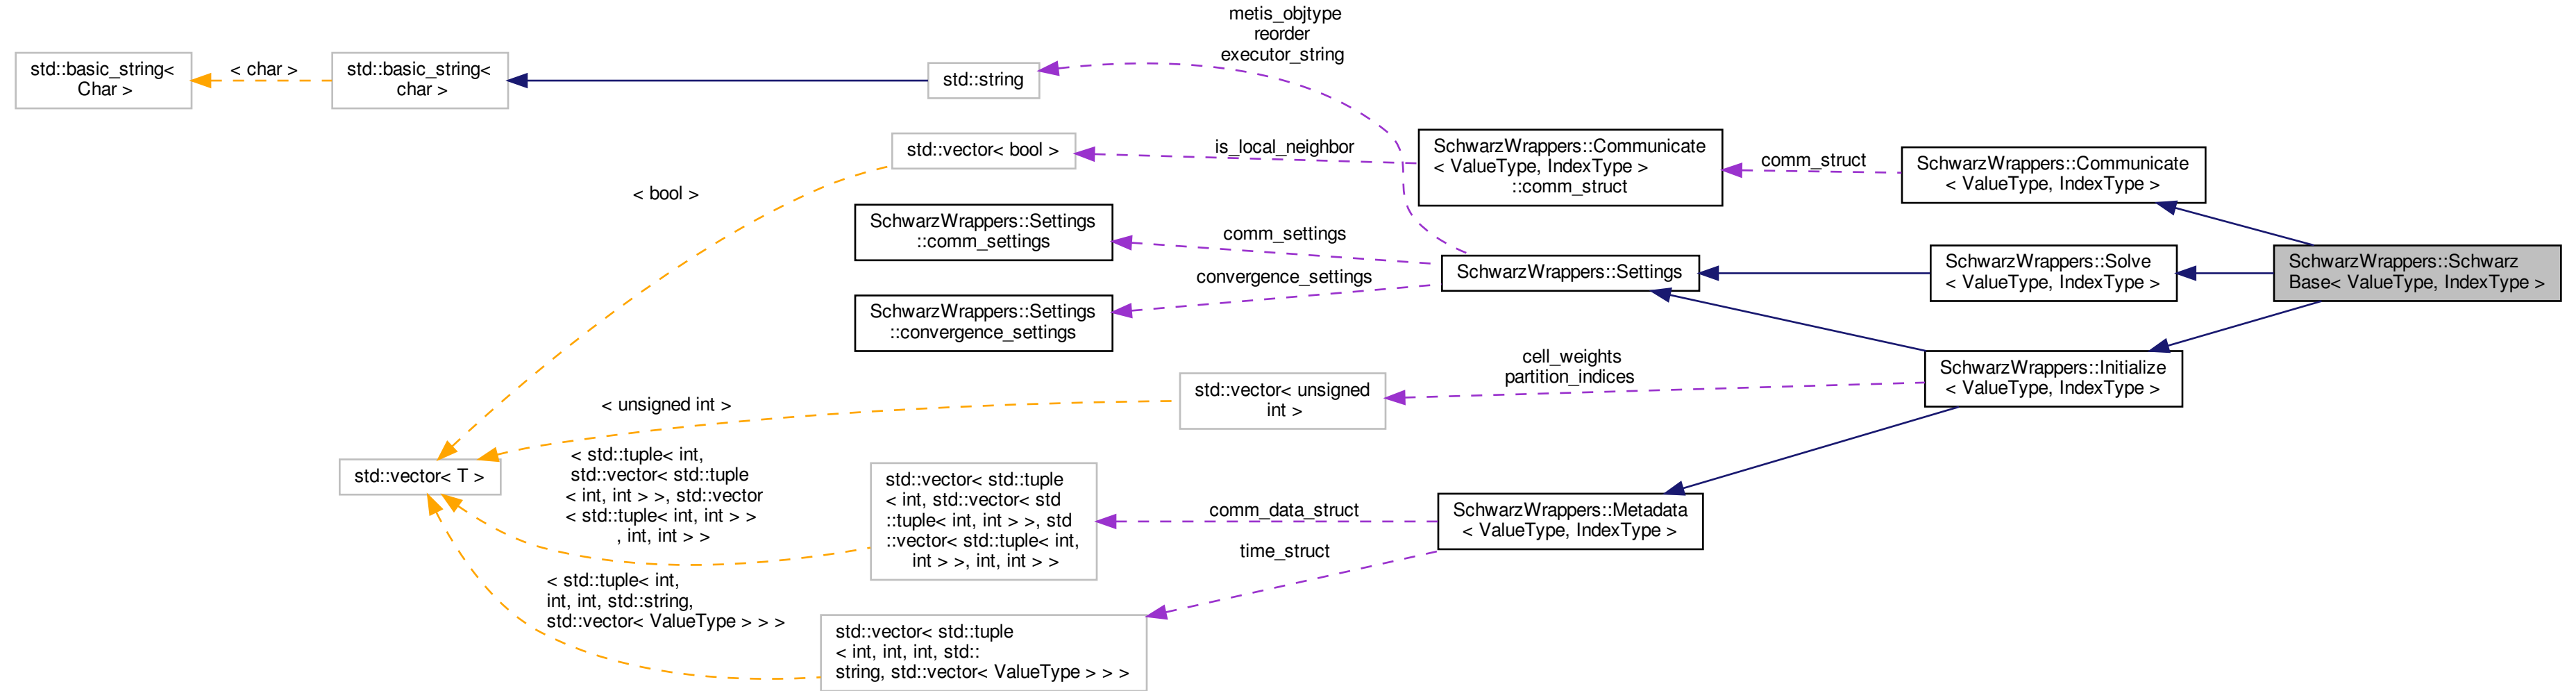 metis_objtype
reorder
executor_string
std::basic_string<
Char >
< char >
std::basic_string<
char >
std::string
std::vector< bool >
is_local_neighbor
SchwarzWrappers::Communicate
< ValueType, IndexType >
::comm_struct
comm_struct
SchwarzWrappers::Communicate
< ValueType, IndexType >
< bool >
SchwarzWrappers::Settings
::comm_settings
comm_settings
SchwarzWrappers::Settings
SchwarzWrappers::Solve
< ValueType, IndexType >
SchwarzWrappers::Schwarz
Base< ValueType, IndexType >
convergence_settings
SchwarzWrappers::Settings
::convergence_settings
cell_weights
partition_indices
SchwarzWrappers::Initialize
< ValueType, IndexType >
< unsigned int >
std::vector< unsigned
int >
std::vector< T >
< std::tuple< int,
std::vector< std::tuple
< int, int > >, std::vector
< std::tuple< int, int > >
, int, int > >
std::vector< std::tuple
< int, std::vector< std
::tuple< int, int > >, std
::vector< std::tuple< int,
int > >, int, int > >
comm_data_struct
SchwarzWrappers::Metadata
< ValueType, IndexType >
time_struct
< std::tuple< int,
int, int, std::string,
std::vector< ValueType > > >
std::vector< std::tuple
< int, int, int, std::
string, std::vector< ValueType > > >